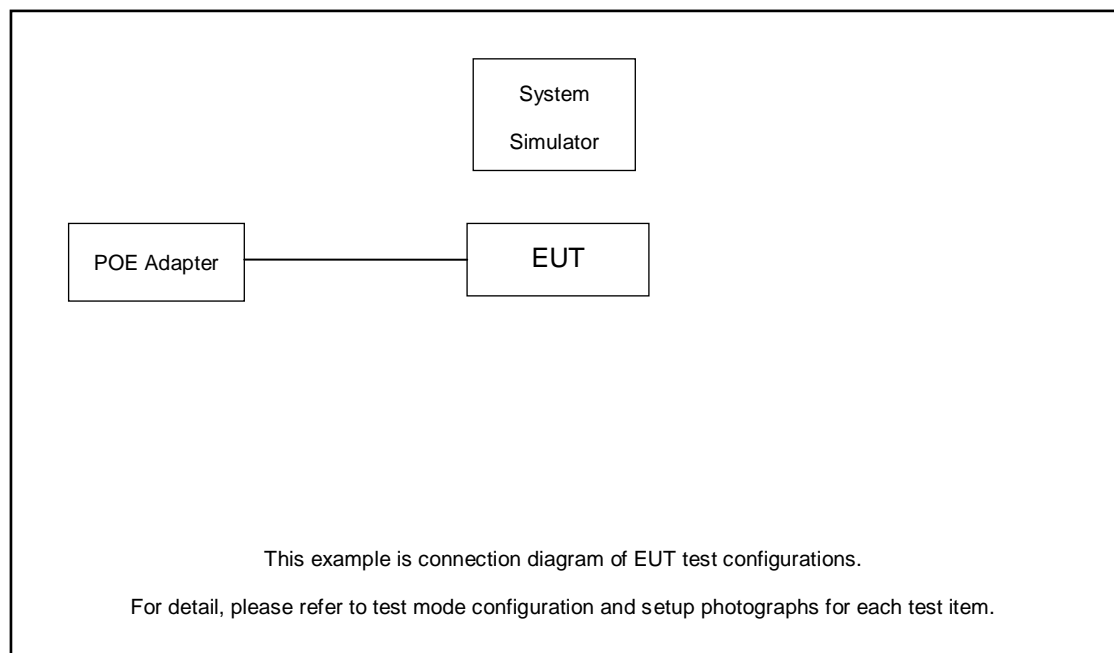 System
Simulator
POE Adapter
EUT
This example is connection diagram of EUT test configurations.
For detail, please refer to test mode configuration and setup photographs for each test item.